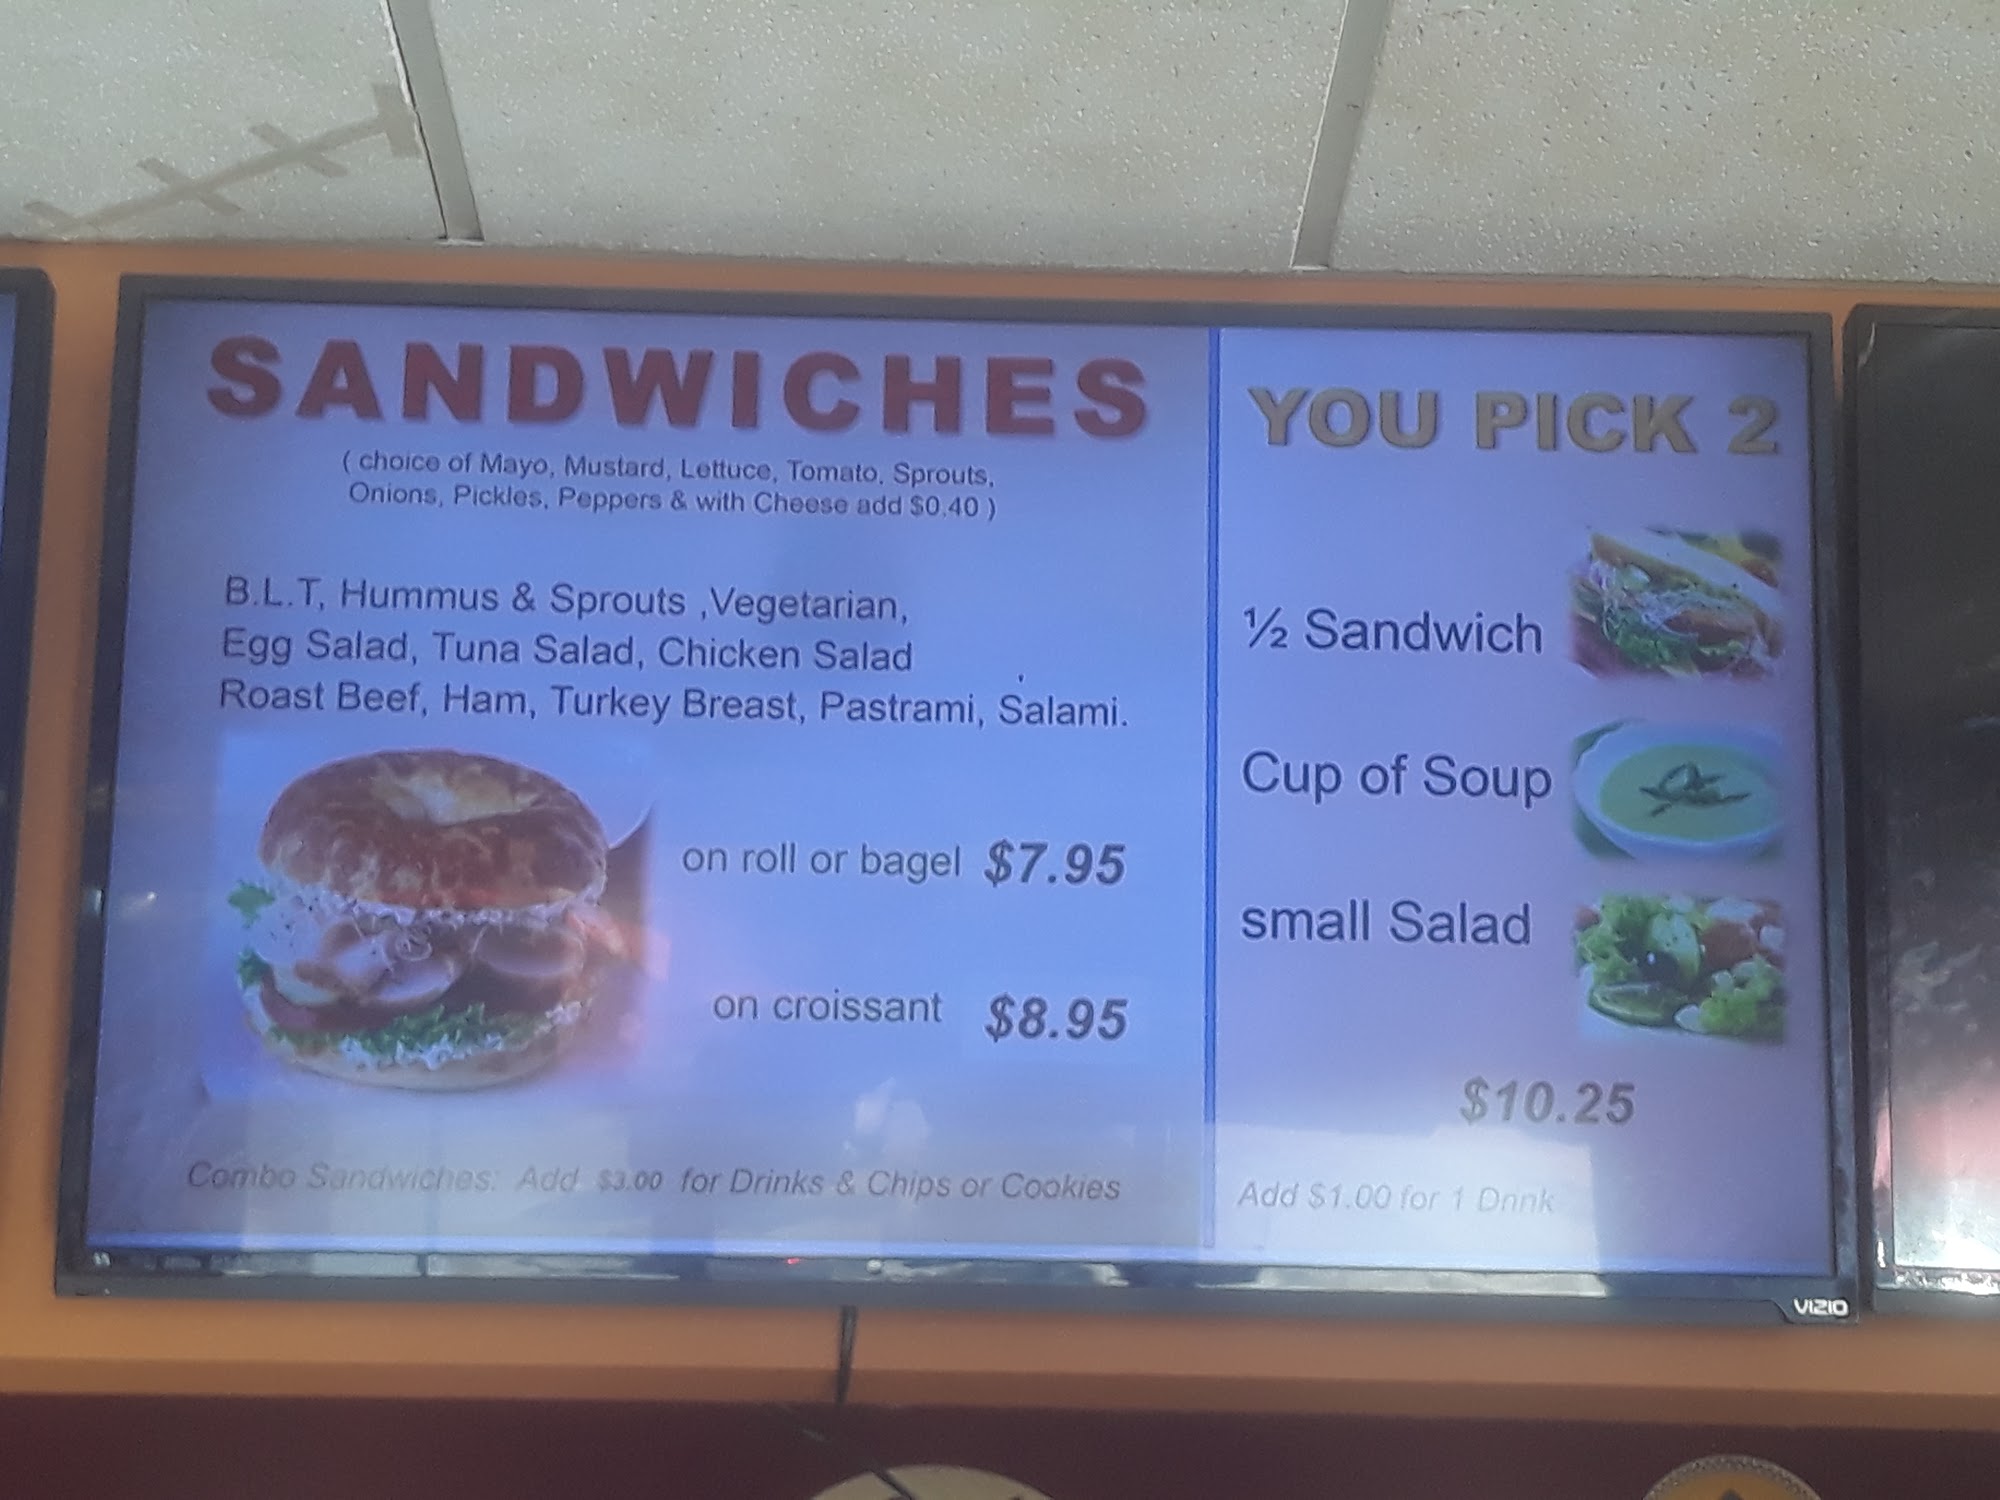 SANDWICHES
( choice of Mayo, Mustard, Lettuce, Tomato, Sprouts,
Onions, Pickles, Peppers & with Cheese add $0.40 )
B.L.T, Hummus & Sprouts ,Vegetarian,
Egg Salad, Tuna Salad, Chicken Salad
Roast Beef, Ham, Turkey Breast, Pastrami, Salami.
on roll or bagel $7.95
on croissant $8.95
Combo Sandwiches: Add $3.00 for Drinks & Chips or Cookies
YOU PICK 2
½ Sandwich
Cup of Soup
small Salad
$10.25
Add $1.00 for 1 Drink
VIZIO